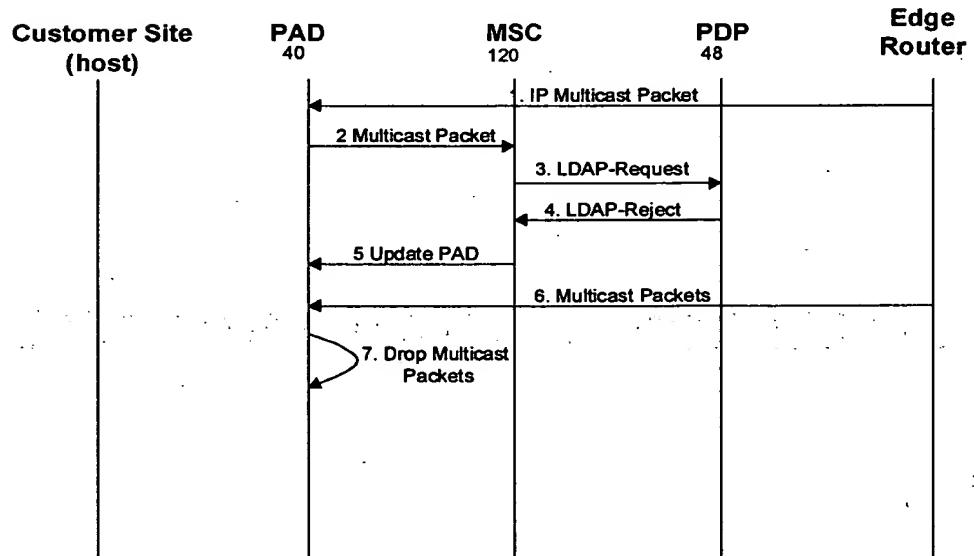 Customer Site
(host)
PAD
40
MSC
120
PDP
48
Edge
Router
. IP Multicast Packet
2 Multicast Packet
3. LDAP-Request
4. LDAP-Reject
5 Update PAD
6. Multicast Packets
7. Drop Multicast
Packets